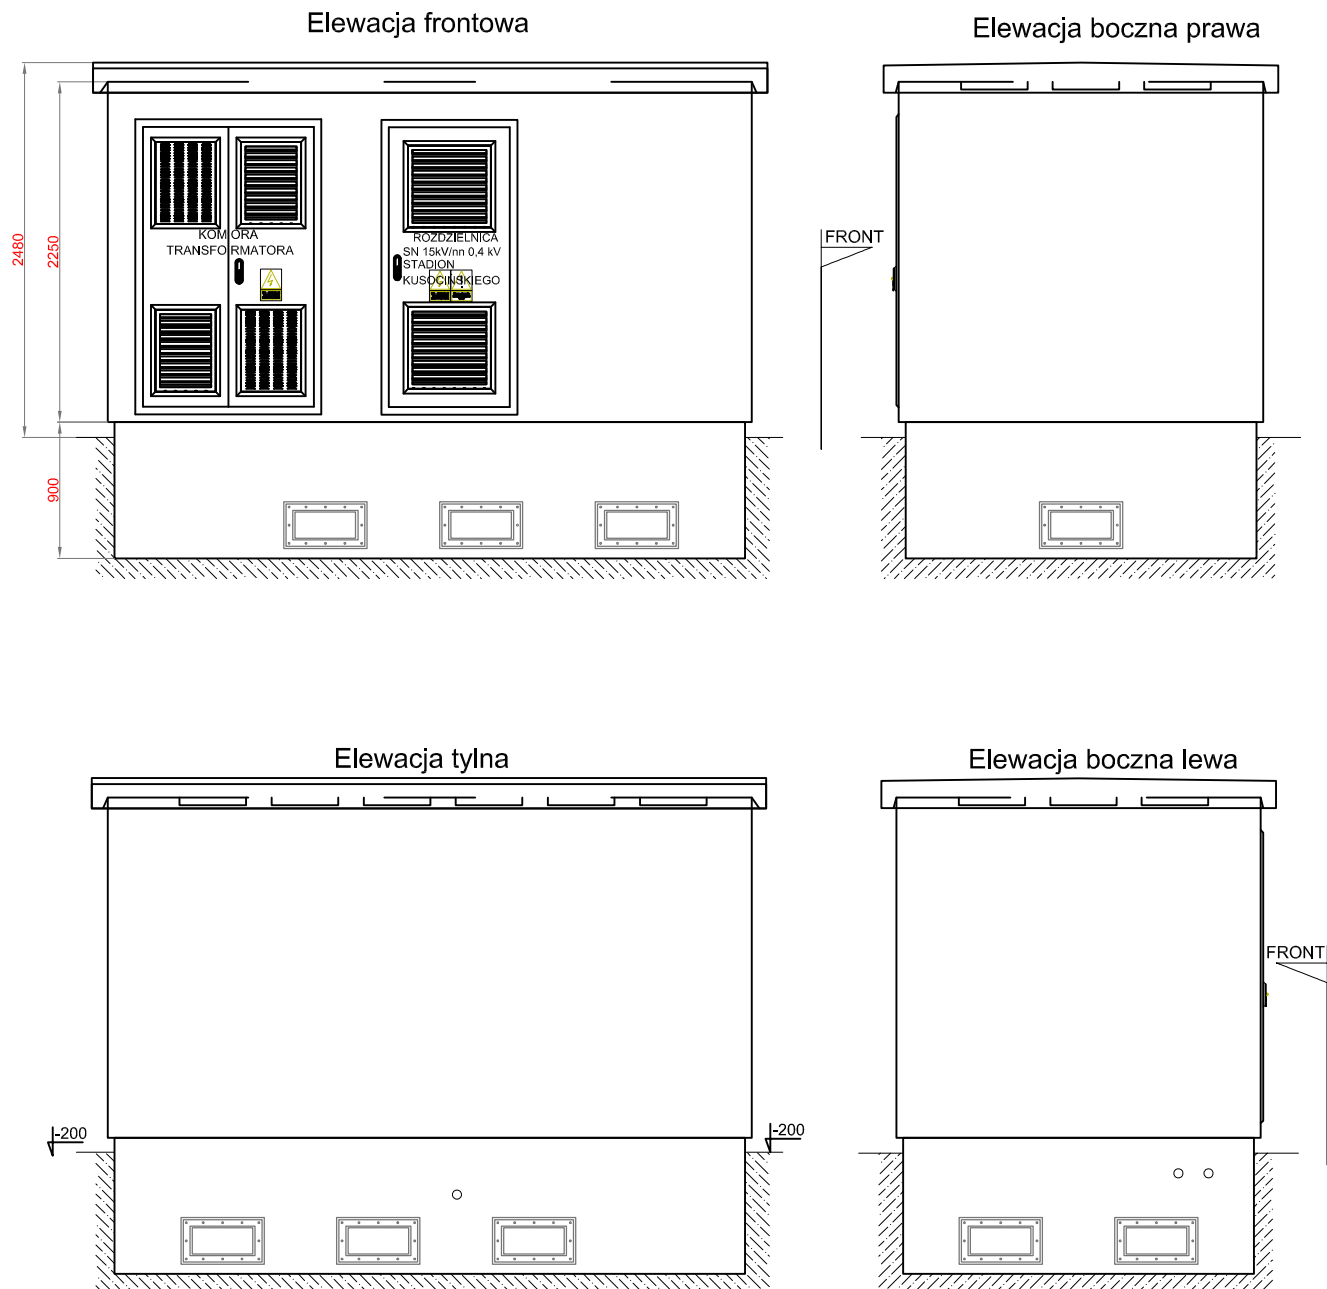 Elewacja frontowa
Elewacja boczna prawa
2480
2250
900
KOMORA
TRANSFORMATORA
ROZDZIELNICA
SN 15kV/nn 0,4 kV
STADION
KUSOCIŃSKIEGO
FRONT
Elewacja tylna
Elewacja boczna lewa
-200
-200
FRONT